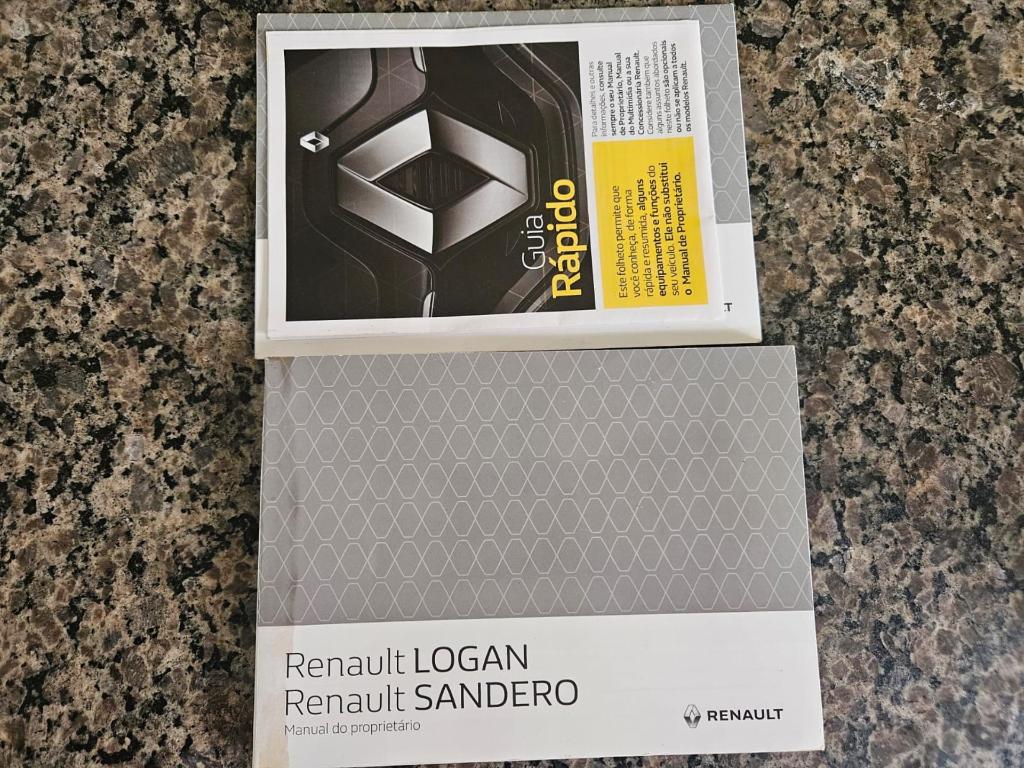 Guia
Rápido
Este folheto permite que
você conheça, de forma
rápida e resumida, alguns
equipamentos e funções do
seu veículo. Ele não substitui
o Manual de Proprietário.
Para detalhes e outras
informações, consulte
sempre o seu Manual
de Proprietário, Manual
do Multimídia ou a sua
Concessionária Renault.
Considere também que
alguns assuntos abordados
neste folheto são opcionais
ou não se aplicam a todos
os modelos Renault.
Renault LOGAN
Renault SANDERO
Manual do proprietário
RENAULT